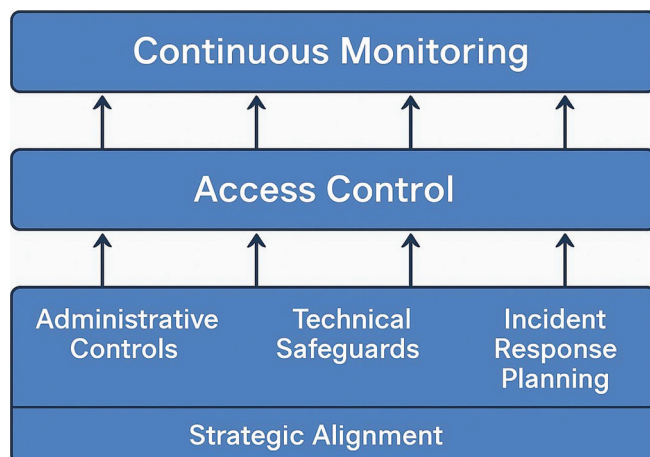 Continuous Monitoring
Access Control
Administrative
Controls
Technical
Safeguards
Incident
Response
Planning
Strategic Alignment